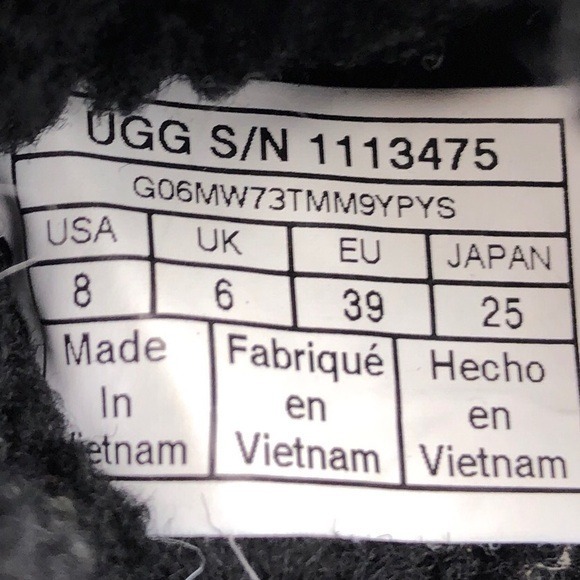 UGG S/N 1113475
G06MW73TMM9YPYS
USA UK EU JAPAN
8 6 39 25
Made Fabriqué Hecho
In en en
Vietnam Vietnam Vietnam